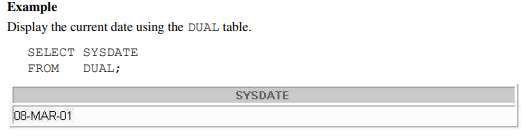 Example
Display the current date using the DUAL table.
SELECT SYSDATE
FROM DUAL;
SYSDATE
08-MAR-01